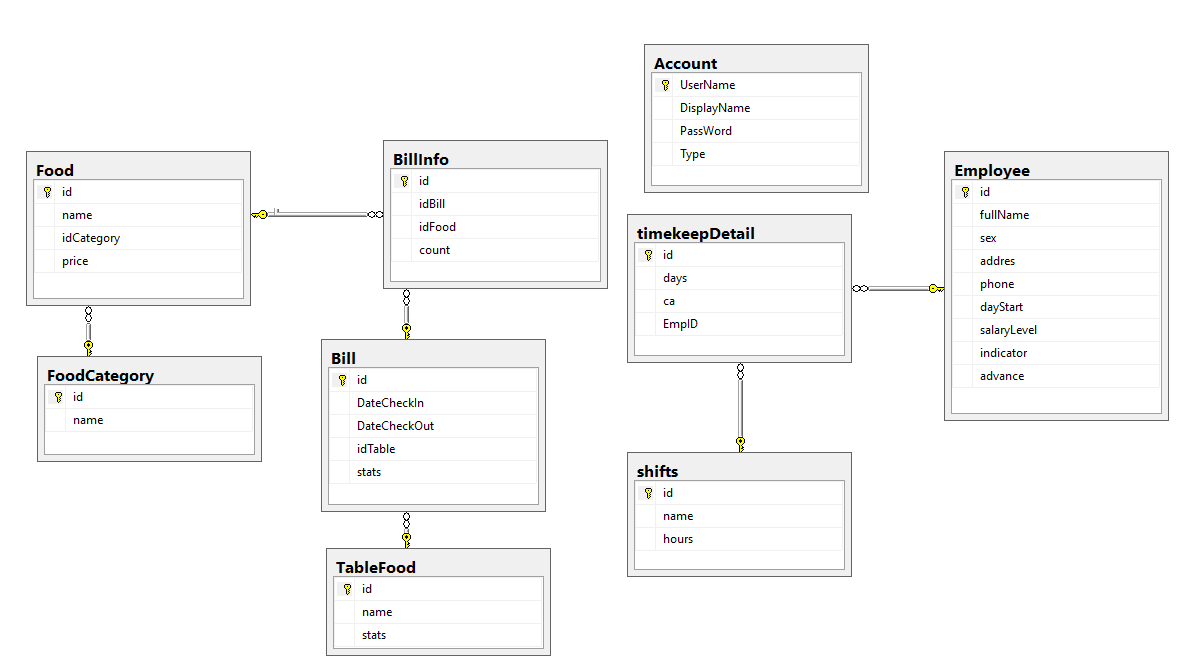 Account
UserName
DisplayName
PassWord
Type
Food
id
name
idCategory
price
BillInfo
id
idBill
idFood
count
Employee
id
fullName
sex
addres
phone
dayStart
salaryLevel
indicator
advance
timekeepDetail
id
days
ca
EmpID
FoodCategory
id
name
Bill
id
DateCheckIn
DateCheckOut
idTable
stats
shifts
id
name
hours
TableFood
id
name
stats